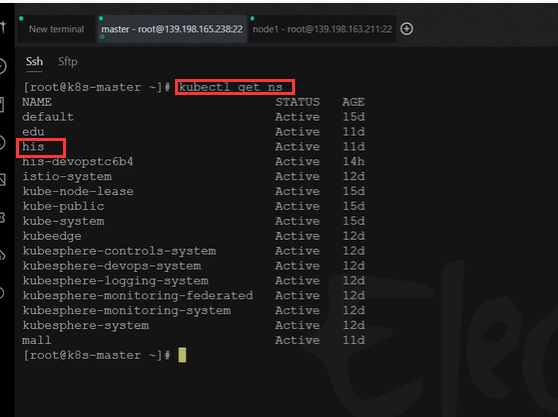 New terminal master - root@139.198.165.238:22 node1 - root@139.198.163.211:22
Ssh Sftp
[root@k8s-master ~]# kubectl get ns
NAME STATUS AGE
default Active 15d
edu Active 11d
his Active 11d
his-devopstc6b4 Active 14h
istio-system Active 12d
kube-node-lease Active 15d
kube-public Active 15d
kube-system Active 15d
kubeedge Active 12d
kubesphere-controls-system Active 12d
kubesphere-devops-system Active 12d
kubesphere-logging-system Active 12d
kubesphere-monitoring-federated Active 12d
kubesphere-monitoring-system Active 12d
kubesphere-system Active 12d
mall Active 11d
[root@k8s-master ~]#
Elec